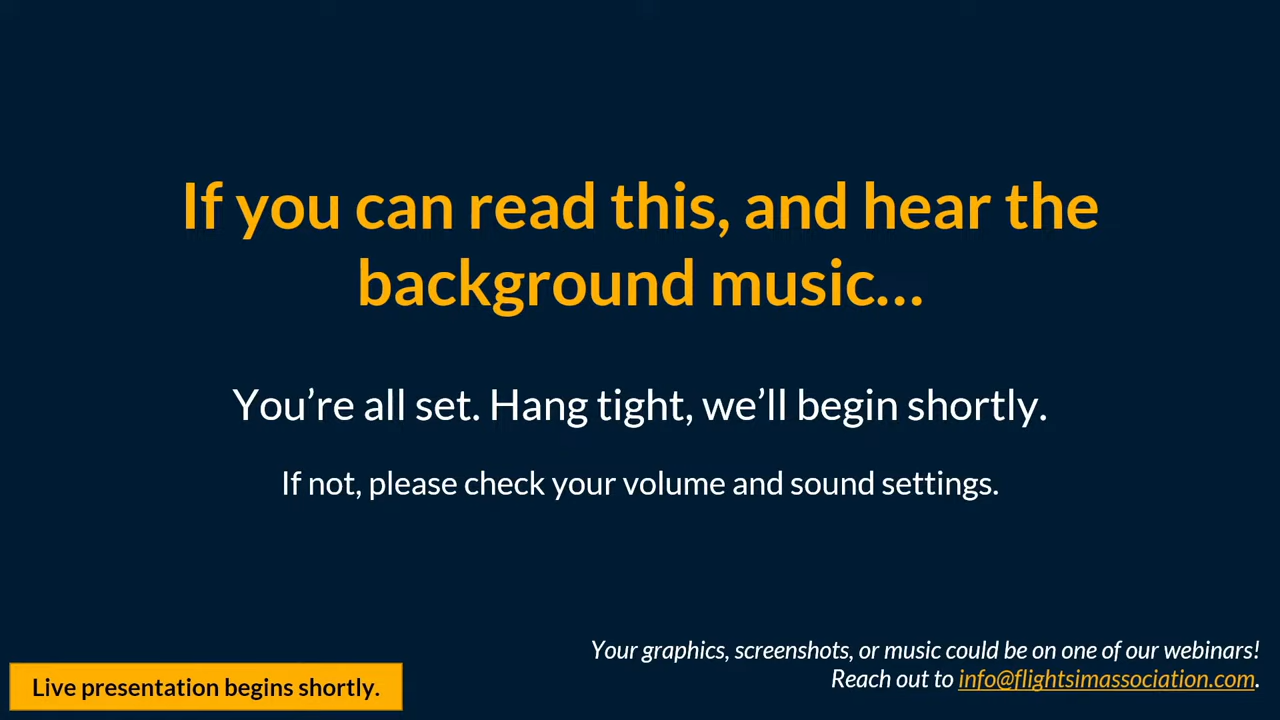 If you can read this, and hear the
background music...
You’re all set. Hang tight, we’ll begin shortly.
If not, please check your volume and sound settings.
Your graphics, screenshots, or music could be on one of our webinars!
Reach out to info@flightsimassociation.com.
Live presentation begins shortly.